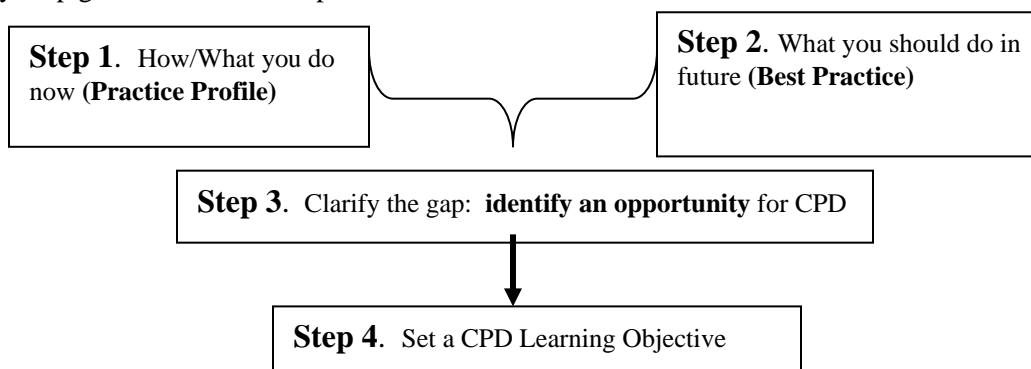 Step 1. How/What you do
now (Practice Profile)
Step 2. What you should do in
future (Best Practice)
Step 3. Clarify the gap: identify an opportunity for CPD
Step 4. Set a CPD Learning Objective